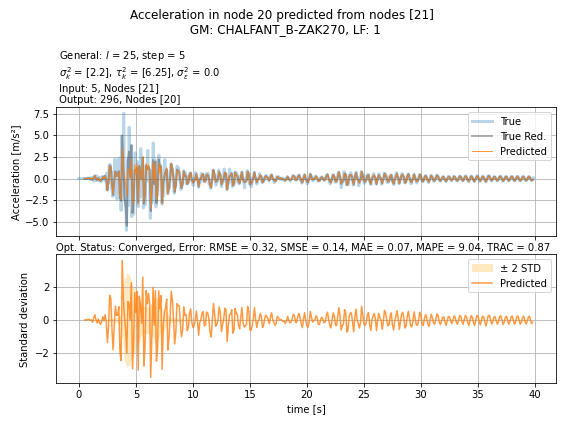 Acceleration in node 20 predicted from nodes [21]
GM: CHALFANT_B-ZAK270, LF: 1
General: l = 25, step = 5
σ²ₖ = [2.2], τ²ₖ = [6.25], σ²ε = 0.0
Input: 5, Nodes [21]
Output: 296, Nodes [20]
7.5
5.0
2.5
0.0
−2.5
−5.0
Acceleration [m/s²]
True
True Red.
Predicted
Opt. Status: Converged, Error: RMSE = 0.32, SMSE = 0.14, MAE = 0.07, MAPE = 9.04, TRAC = 0.87
2
0
−2
Standard deviation
± 2 STD
Predicted
0 5 10 15 20 25 30 35 40
time [s]